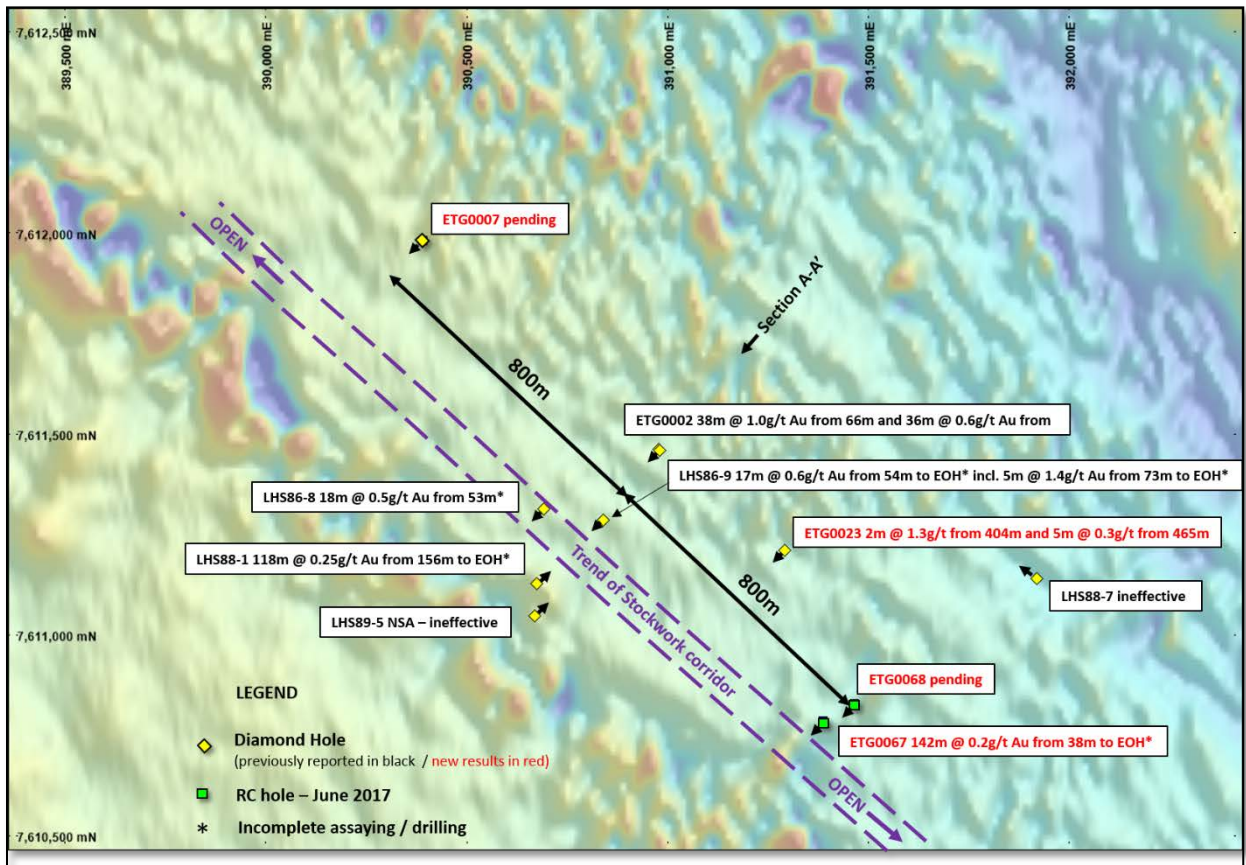 389,500 mE
390,000 mE
390,500 mE
391,000 mE
391,500 mE
392,000 mE
7,612,500 mN
7,612,000 mN
7,611,500 mN
7,611,000 mN
7,610,500 mN
OPEN
ETG0007 pending
Section A-A'
800m
ETG0002 38m @ 1.0g/t Au from 66m and 36m @ 0.6g/t Au from
LHS86-9 17m @ 0.6g/t Au from 54m to EOH* incl. 5m @ 1.4g/t Au from 73m to EOH*
LHS86-8 18m @ 0.5g/t Au from 53m*
ETG0023 2m @ 1.3g/t from 404m and 5m @ 0.3g/t from 465m
LHS88-1 118m @ 0.25g/t Au from 156m to EOH*
Trend of Stockwork corridor
800m
LHS88-7 ineffective
LHS89-5 NSA – ineffective
ETG0068 pending
ETG0067 142m @ 0.2g/t Au from 38m to EOH*
OPEN
LEGEND
Diamond Hole
(previously reported in black / new results in red)
RC hole – June 2017
* Incomplete assaying / drilling